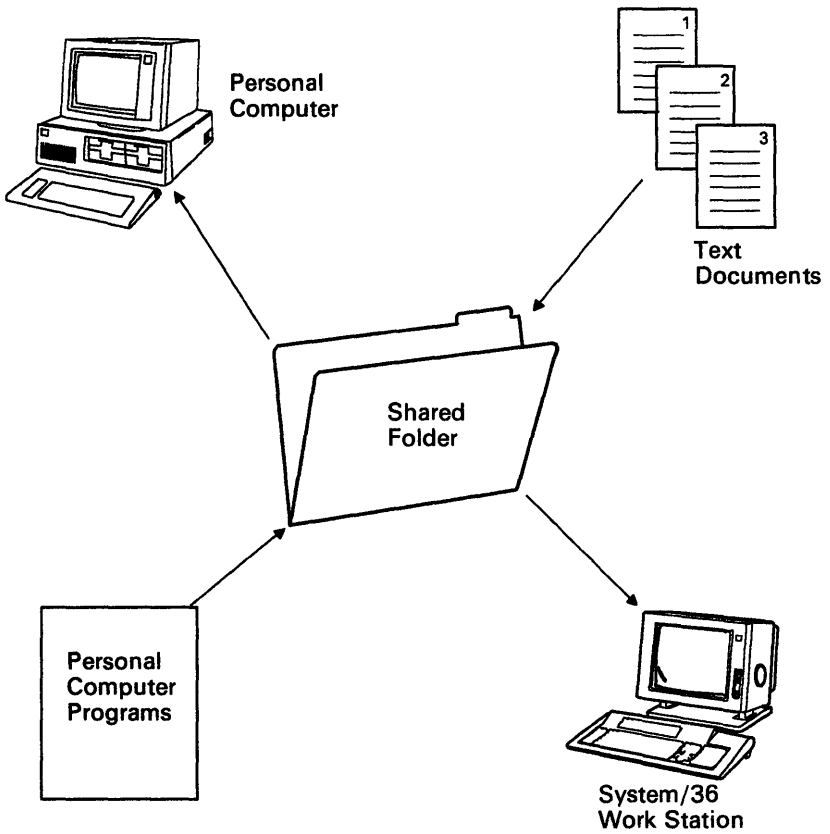 Personal
Computer
1
2
3
Text
Documents
Shared
Folder
Personal
Computer
Programs
System/36
Work Station